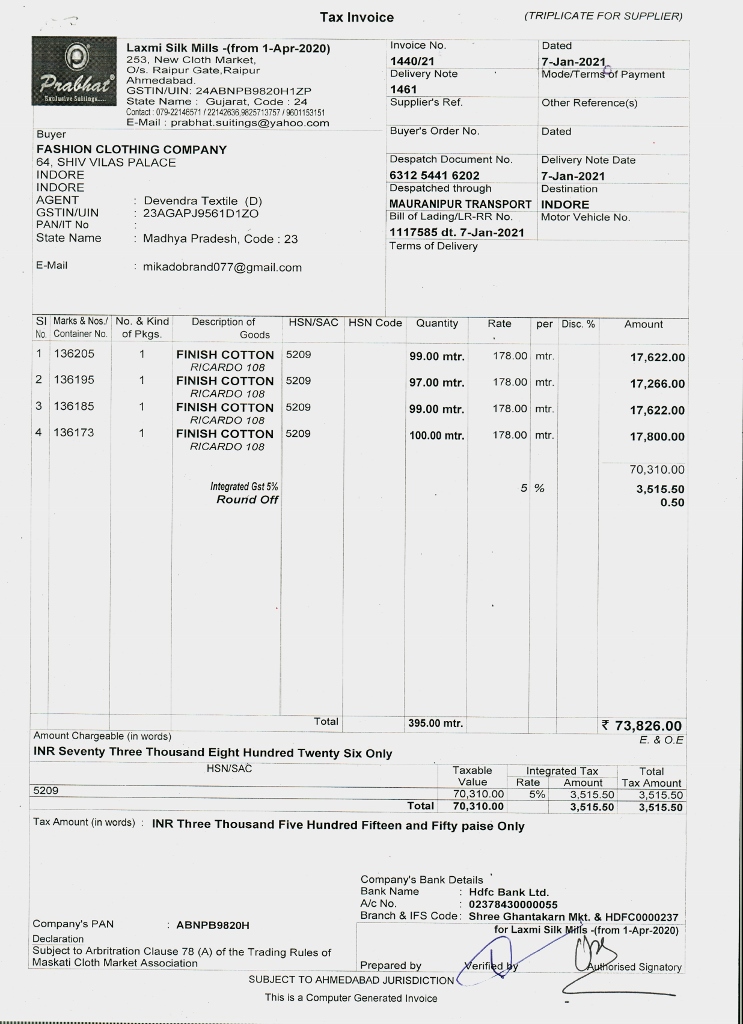 Tax Invoice
(TRIPLICATE FOR SUPPLIER)
Prabhat
Exclusive Suitings....
Laxmi Silk Mills -(from 1-Apr-2020)
253, New Cloth Market,
O/s. Raipur Gate,Raipur
Ahmedabad.
GSTIN/UIN: 24ABNPB9820H1ZP
State Name : Gujarat, Code : 24
Contact : 079-22146571 / 22142636,9825713757 / 9601153151
E-Mail : prabhat.suitings@yahoo.com
Invoice No. Dated
1440/21 7-Jan-2021
Delivery Note Mode/Terms of Payment
1461
Supplier's Ref. Other Reference(s)
Buyer's Order No. Dated
Despatch Document No. Delivery Note Date
6312 5441 6202 7-Jan-2021
Despatched through Destination
MAURANIPUR TRANSPORT INDORE
Bill of Lading/LR-RR No. Motor Vehicle No.
1117585 dt. 7-Jan-2021
Terms of Delivery
Buyer
FASHION CLOTHING COMPANY
64, SHIV VILAS PALACE
INDORE
INDORE
AGENT : Devendra Textile (D)
GSTIN/UIN : 23AGAPJ9561D1ZO
PAN/IT No :
State Name : Madhya Pradesh, Code : 23
E-Mail : mikadobrand077@gmail.com
Sl No. Marks & Nos./ Container No. No. & Kind of Pkgs. Description of Goods HSN/SAC HSN Code Quantity Rate per Disc. % Amount
1 136205 1 FINISH COTTON 5209 99.00 mtr. 178.00 mtr. 17,622.00
RICARDO 108
2 136195 1 FINISH COTTON 5209 97.00 mtr. 178.00 mtr. 17,266.00
RICARDO 108
3 136185 1 FINISH COTTON 5209 99.00 mtr. 178.00 mtr. 17,622.00
RICARDO 108
4 136173 1 FINISH COTTON 5209 100.00 mtr. 178.00 mtr. 17,800.00
RICARDO 108
70,310.00
Integrated Gst 5% 5 % 3,515.50
Round Off 0.50
Total 395.00 mtr. ₹ 73,826.00
Amount Chargeable (in words) E. & O.E
INR Seventy Three Thousand Eight Hundred Twenty Six Only
HSN/SAC Taxable Value Integrated Tax Rate Amount Total Tax Amount
5209 70,310.00 5% 3,515.50 3,515.50
Total 70,310.00 3,515.50 3,515.50
Tax Amount (in words) : INR Three Thousand Five Hundred Fifteen and Fifty paise Only
Company's Bank Details
Bank Name : Hdfc Bank Ltd.
A/c No. : 02378430000055
Branch & IFS Code : Shree Ghantakarn Mkt. & HDFC0000237
Company's PAN : ABNPB9820H
for Laxmi Silk Mills -(from 1-Apr-2020)
Declaration
Subject to Arbritration Clause 78 (A) of the Trading Rules of
Maskati Cloth Market Association
Prepared by Verified by Authorised Signatory
SUBJECT TO AHMEDABAD JURISDICTION
This is a Computer Generated Invoice